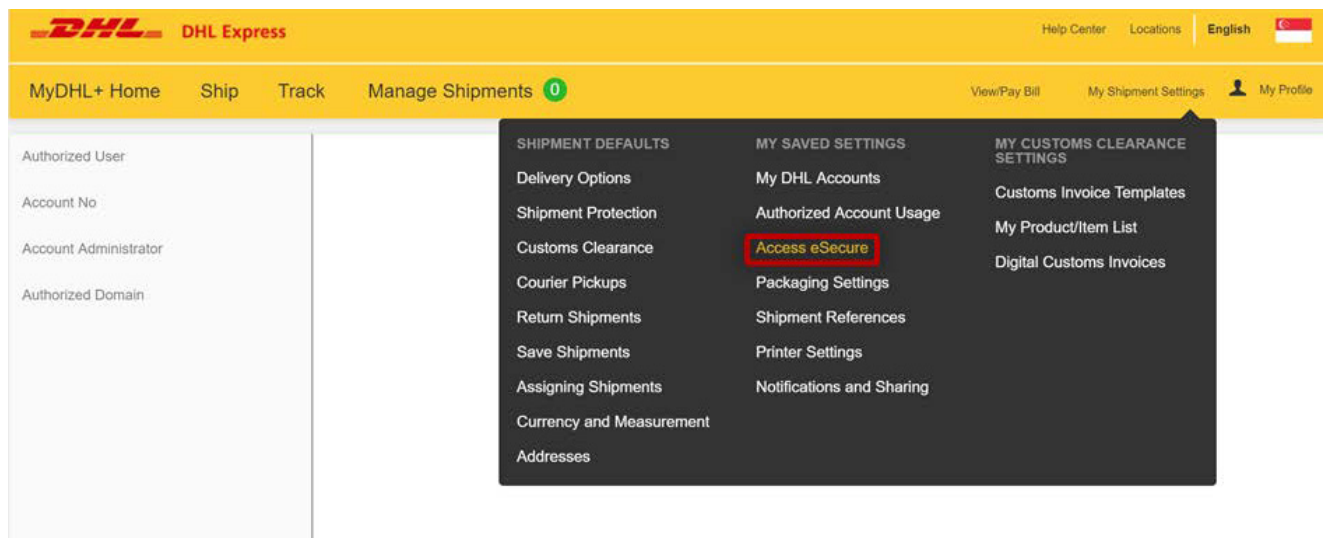 DHL DHL Express
Help Center Locations English
MyDHL+ Home Ship Track Manage Shipments 0
View/Pay Bill My Shipment Settings My Profile
Authorized User
Account No
Account Administrator
Authorized Domain
SHIPMENT DEFAULTS
Delivery Options
Shipment Protection
Customs Clearance
Courier Pickups
Return Shipments
Save Shipments
Assigning Shipments
Currency and Measurement
Addresses
MY SAVED SETTINGS
My DHL Accounts
Authorized Account Usage
Access eSecure
Packaging Settings
Shipment References
Printer Settings
Notifications and Sharing
MY CUSTOMS CLEARANCE
SETTINGS
Customs Invoice Templates
My Product/Item List
Digital Customs Invoices